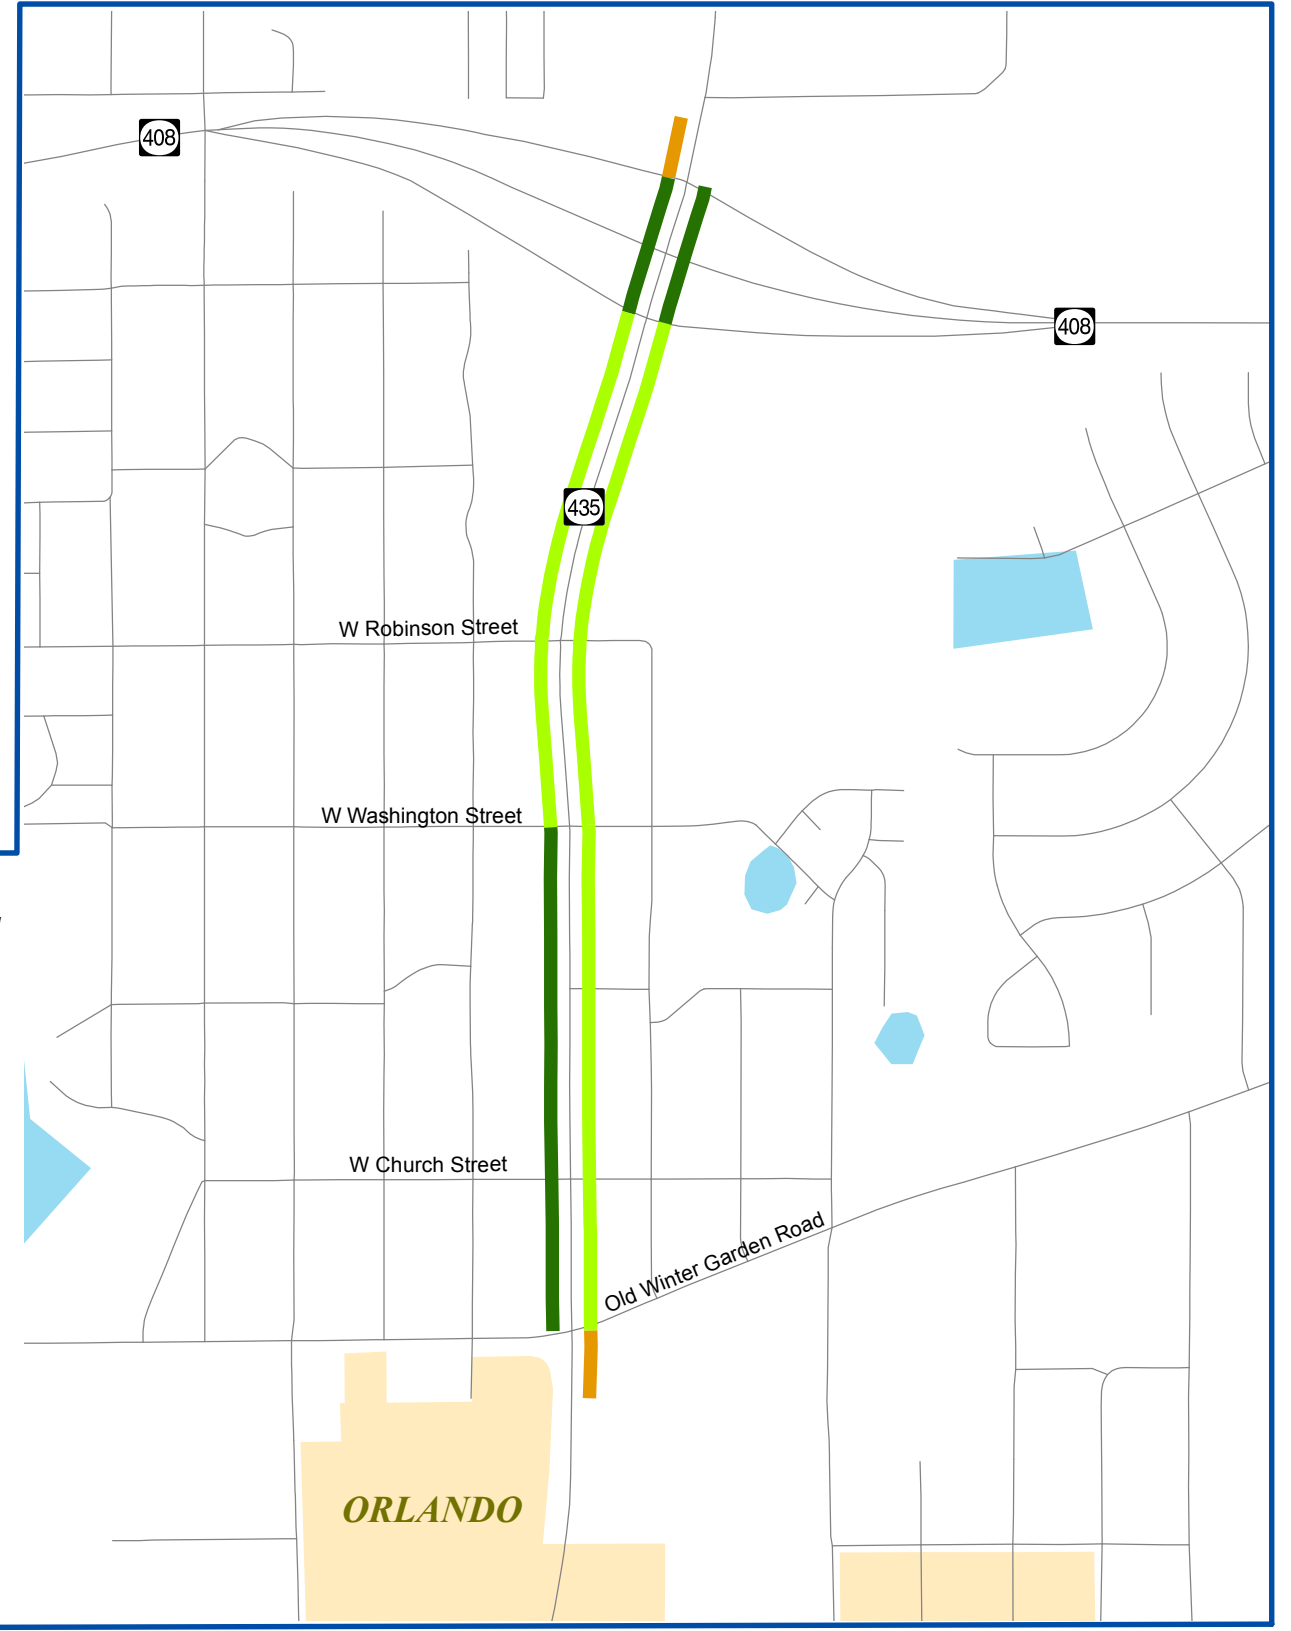 408
408
435
W Robinson Street
W Washington Street
W Church Street
Old Winter Garden Road
ORLANDO